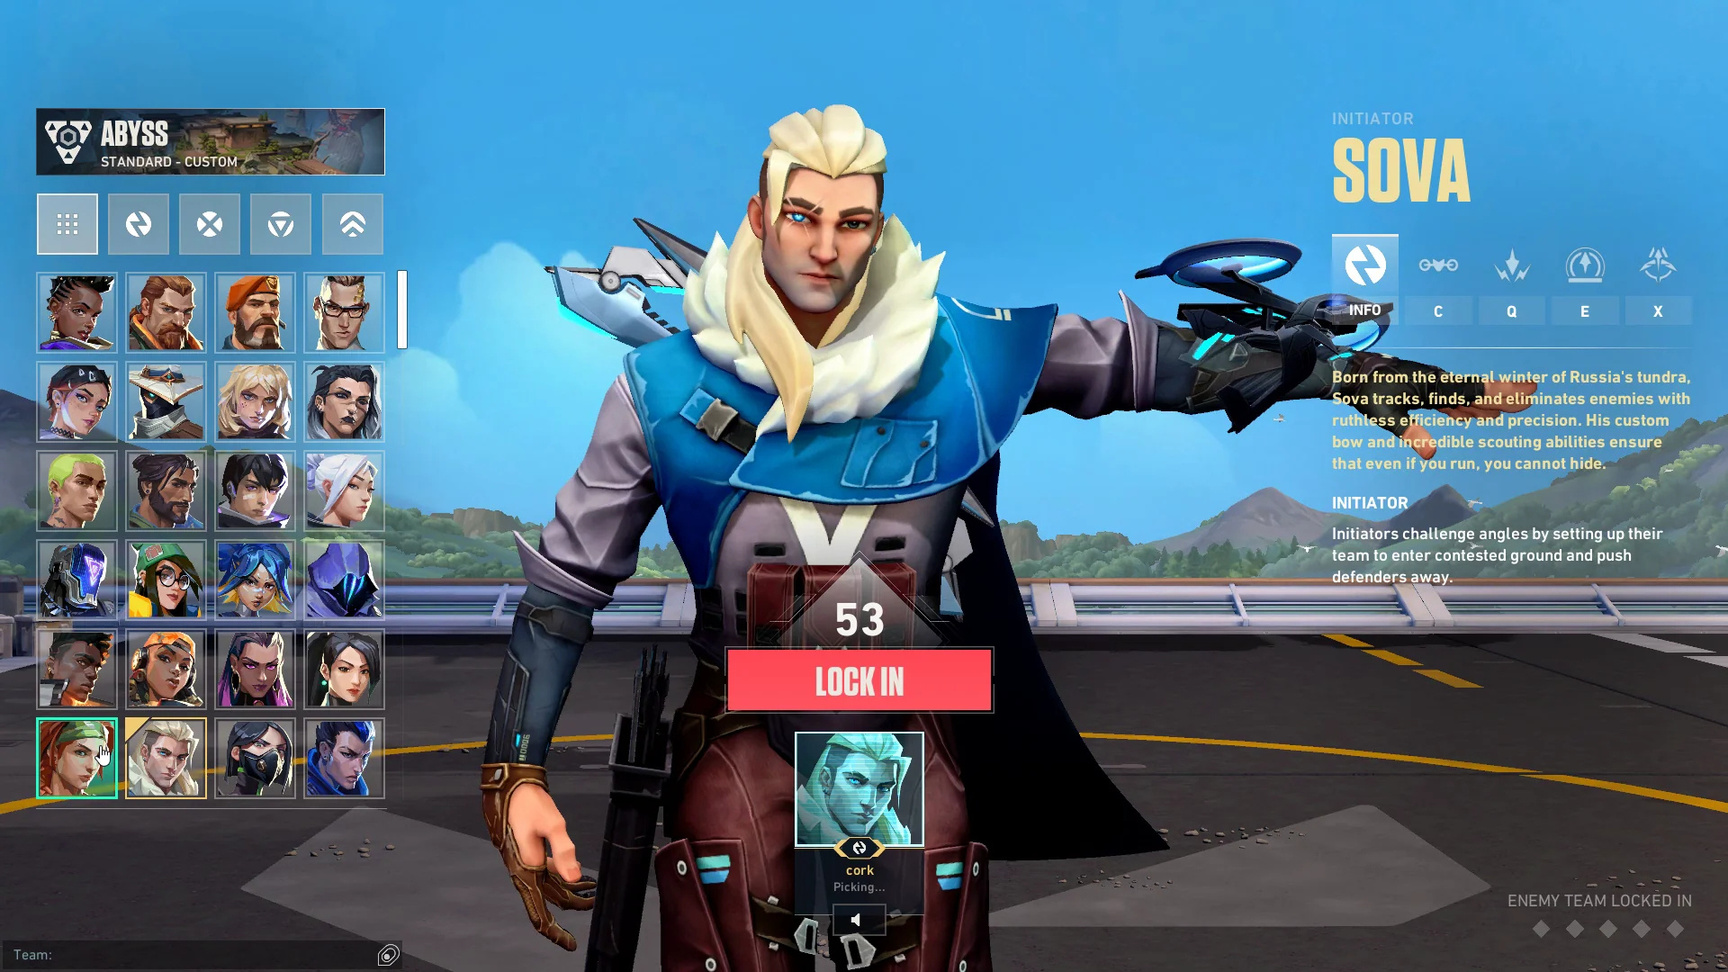 ABYSS
STANDARD - CUSTOM
INITIATOR
SOVA
INFO
C
Q
E
X
Born from the eternal winter of Russia's tundra,
Sova tracks, finds, and eliminates enemies with
ruthless efficiency and precision. His custom
bow and incredible scouting abilities ensure
that even if you run, you cannot hide.
INITIATOR
Initiators challenge angles by setting up their
team to enter contested ground and push
defenders away.
53
LOCK IN
cork
Picking...
ENEMY TEAM LOCKED IN
Team: